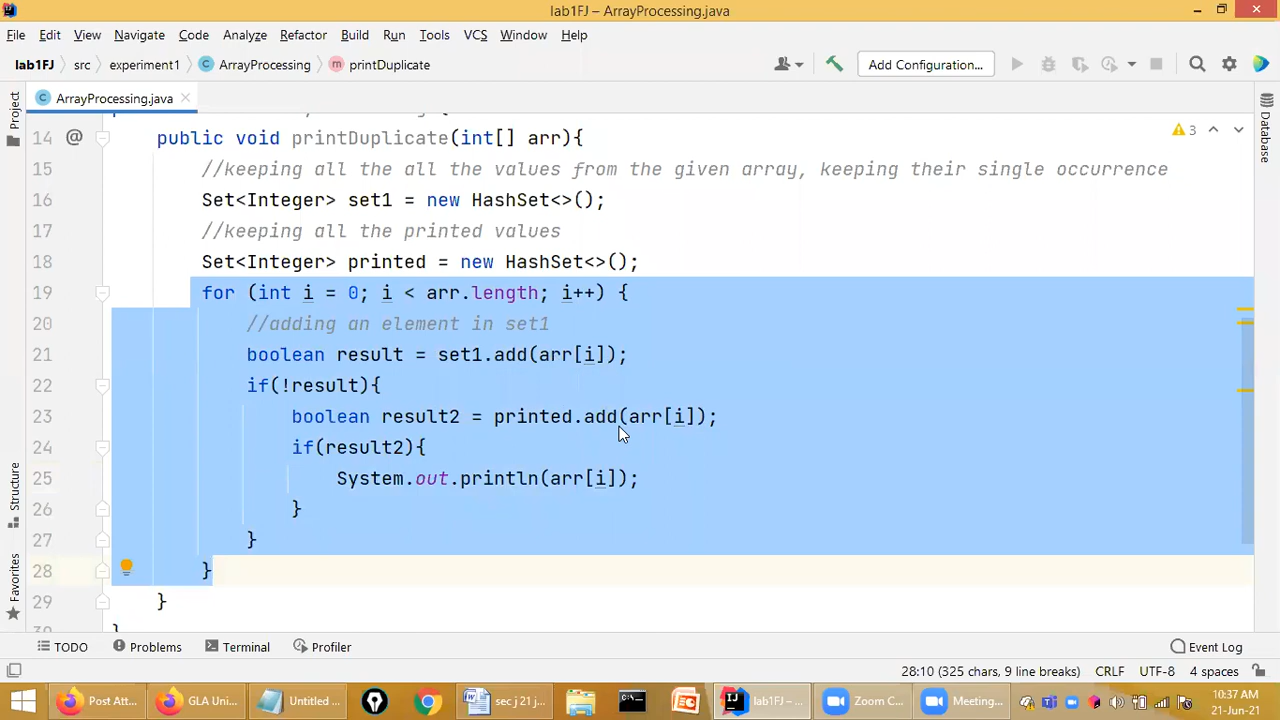 lab1FJ – ArrayProcessing.java
File Edit View Navigate Code Analyze Refactor Build Run Tools VCS Window Help
lab1FJ src experiment1 ArrayProcessing printDuplicate Add Configuration...
ArrayProcessing.java
Project
Database
Structure
Favorites
3
14 @ public void printDuplicate(int[] arr){
15 //keeping all the all the values from the given array, keeping their single occurrence
16 Set<Integer> set1 = new HashSet<>();
17 //keeping all the printed values
18 Set<Integer> printed = new HashSet<>();
19 for (int i = 0; i < arr.length; i++) {
20 //adding an element in set1
21 boolean result = set1.add(arr[i]);
22 if(!result){
23 boolean result2 = printed.add(arr[i]);
24 if(result2){
25 System.out.println(arr[i]);
26 }
27 }
28 }
29 }
30 }
TODO Problems Terminal Profiler Event Log
28:10 (325 chars, 9 line breaks) CRLF UTF-8 4 spaces
Post Att... GLA Uni... Untitled ... sec j 21 j... lab1FJ – ... Zoom C... Meeting... 10:37 AM
21-Jun-21